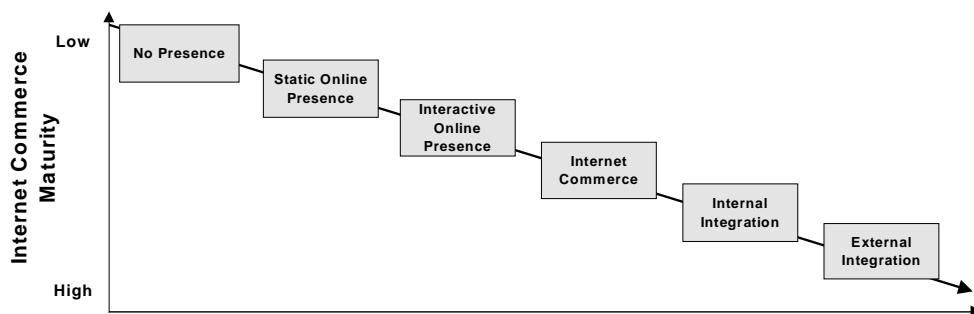 Internet Commerce
Maturity
Low
High
No Presence
Static Online
Presence
Interactive
Online
Presence
Internet
Commerce
Internal
Integration
External
Integration